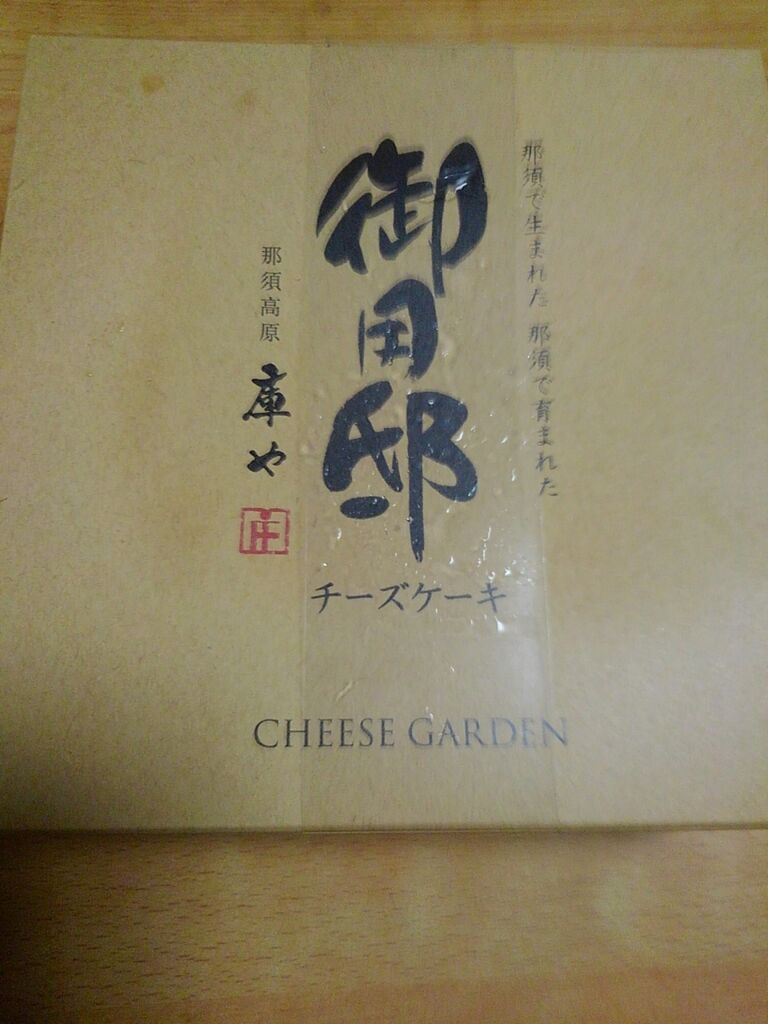 那須で生まれた 那須で育まれた
御用邸
チーズケーキ
那須高原
庫や
CHEESE GARDEN